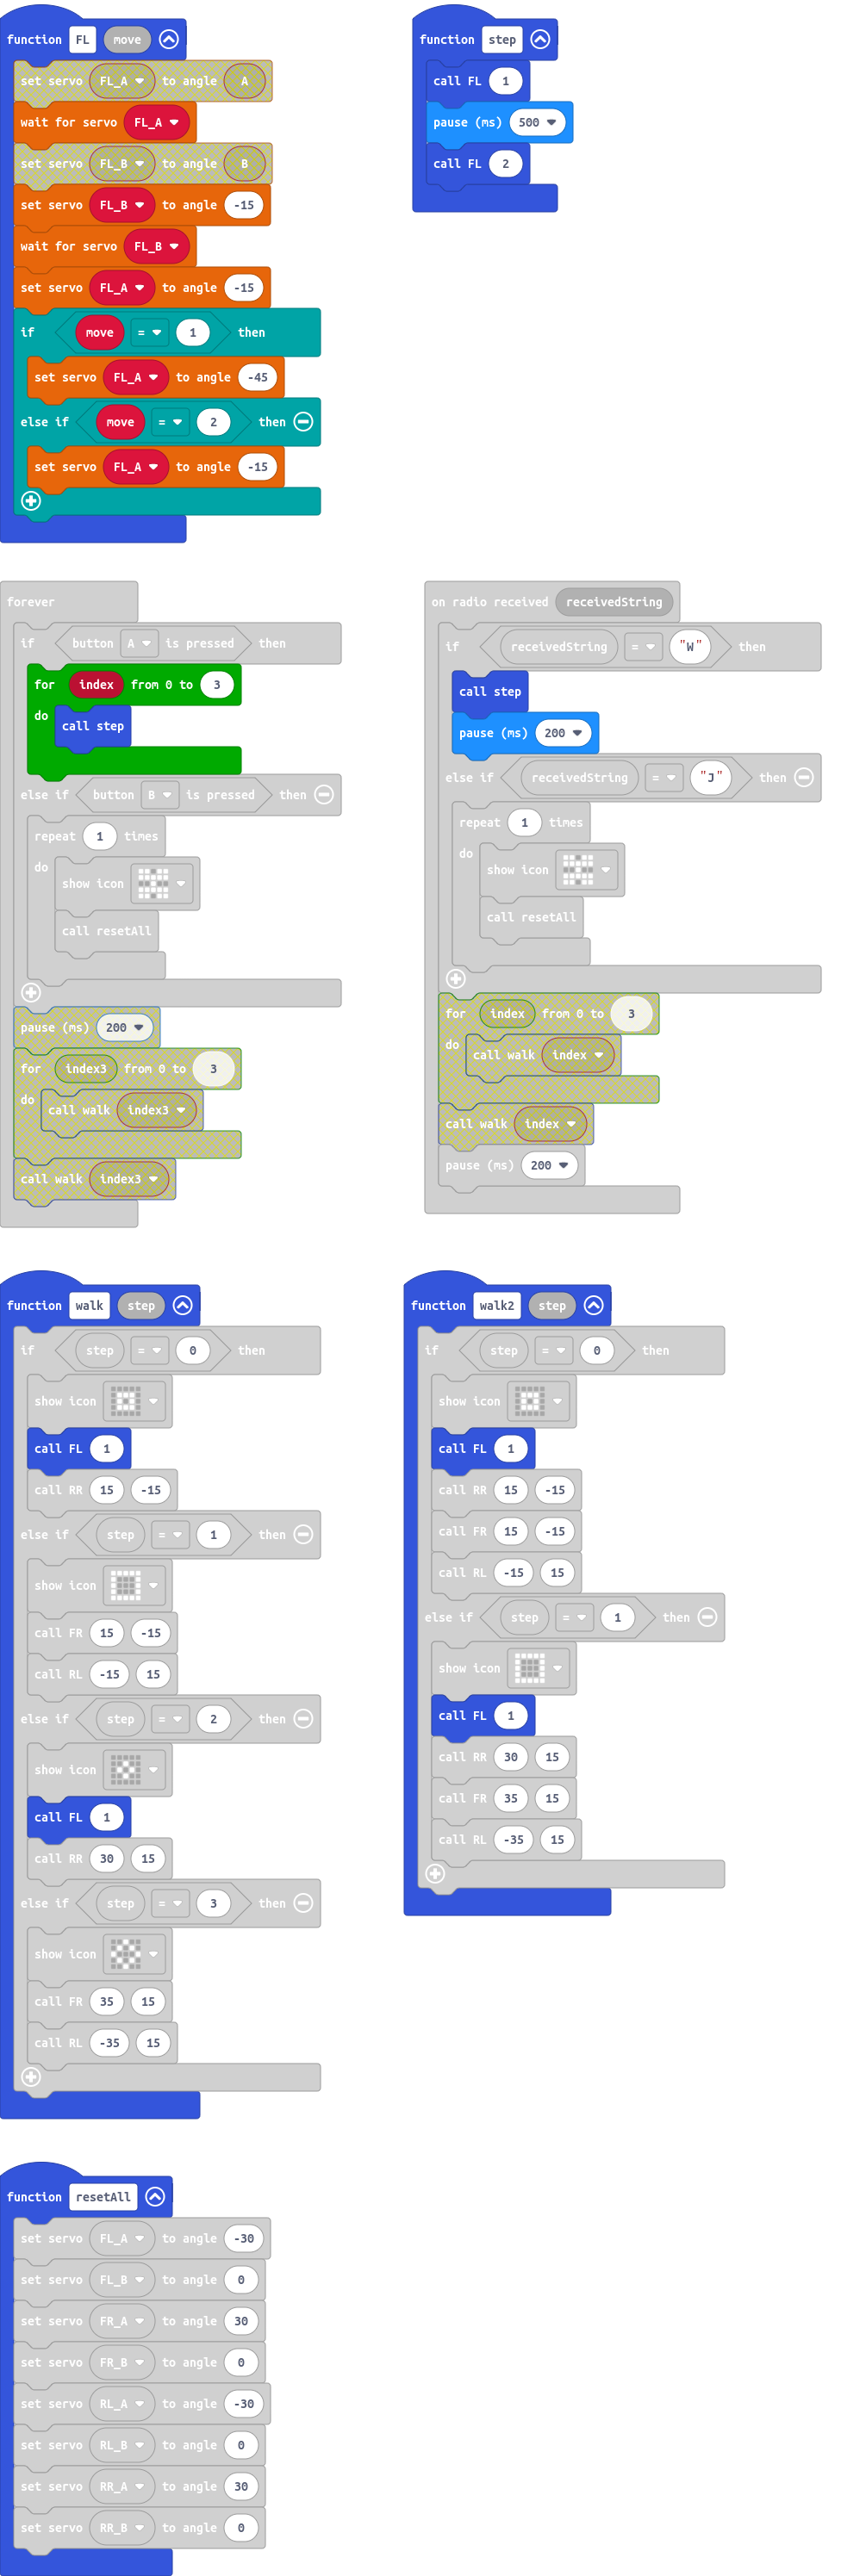 function FL move
set servo FL_A to angle A
wait for servo FL_A
set servo FL_B to angle B
set servo FL_B to angle -15
wait for servo FL_B
set servo FL_A to angle -15
if move = 1 then
set servo FL_A to angle -45
else if move = 2 then
set servo FL_A to angle -15
function step
call FL 1
pause (ms) 500
call FL 2
forever
if button A is pressed then
for index from 0 to 3
do
call step
else if button B is pressed then
repeat 1 times
do
show icon
call resetAll
pause (ms) 200
for index3 from 0 to 3
do
call walk index3
call walk index3
on radio received receivedString
if receivedString = "W" then
call step
pause (ms) 200
else if receivedString = "J" then
repeat 1 times
do
show icon
call resetAll
for index from 0 to 3
do
call walk index
call walk index
pause (ms) 200
function walk step
if step = 0 then
show icon
call FL 1
call RR 15 -15
else if step = 1 then
show icon
call FR 15 -15
call RL -15 15
else if step = 2 then
show icon
call FL 1
call RR 30 15
else if step = 3 then
show icon
call FR 35 15
call RL -35 15
function walk2 step
if step = 0 then
show icon
call FL 1
call RR 15 -15
call FR 15 -15
call RL -15 15
else if step = 1 then
show icon
call FL 1
call RR 30 15
call FR 35 15
call RL -35 15
function resetAll
set servo FL_A to angle -30
set servo FL_B to angle 0
set servo FR_A to angle 30
set servo FR_B to angle 0
set servo RL_A to angle -30
set servo RL_B to angle 0
set servo RR_A to angle 30
set servo RR_B to angle 0